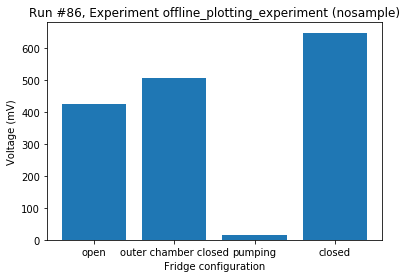 Run #86, Experiment offline_plotting_experiment (nosample)
Voltage (mV)
600
500
400
300
200
100
0
open outer chamber closed pumping closed
Fridge configuration